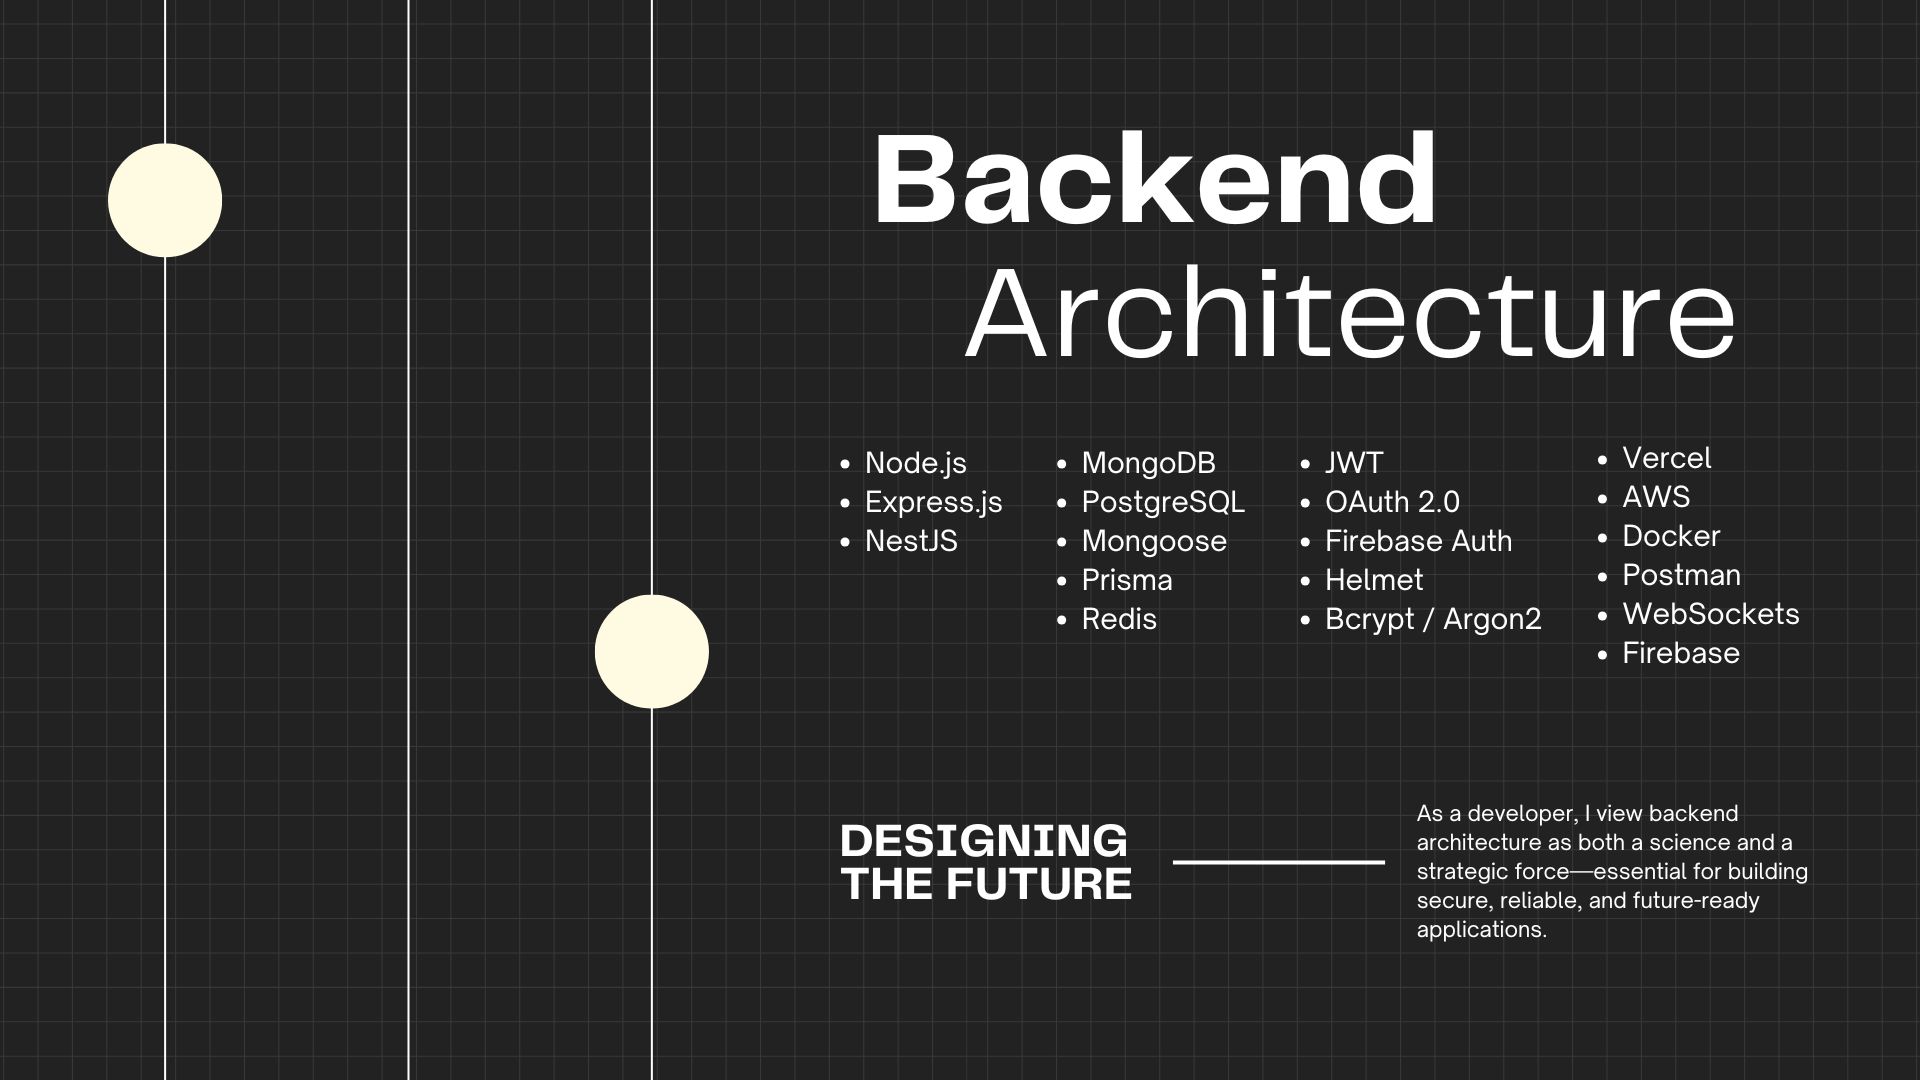 Backend
Architecture
• Node.js
• Express.js
• NestJS
• MongoDB
• PostgreSQL
• Mongoose
• Prisma
• Redis
• JWT
• OAuth 2.0
• Firebase Auth
• Helmet
• Bcrypt / Argon2
• Vercel
• AWS
• Docker
• Postman
• WebSockets
• Firebase
DESIGNING
THE FUTURE
As a developer, I view backend
architecture as both a science and a
strategic force—essential for building
secure, reliable, and future-ready
applications.